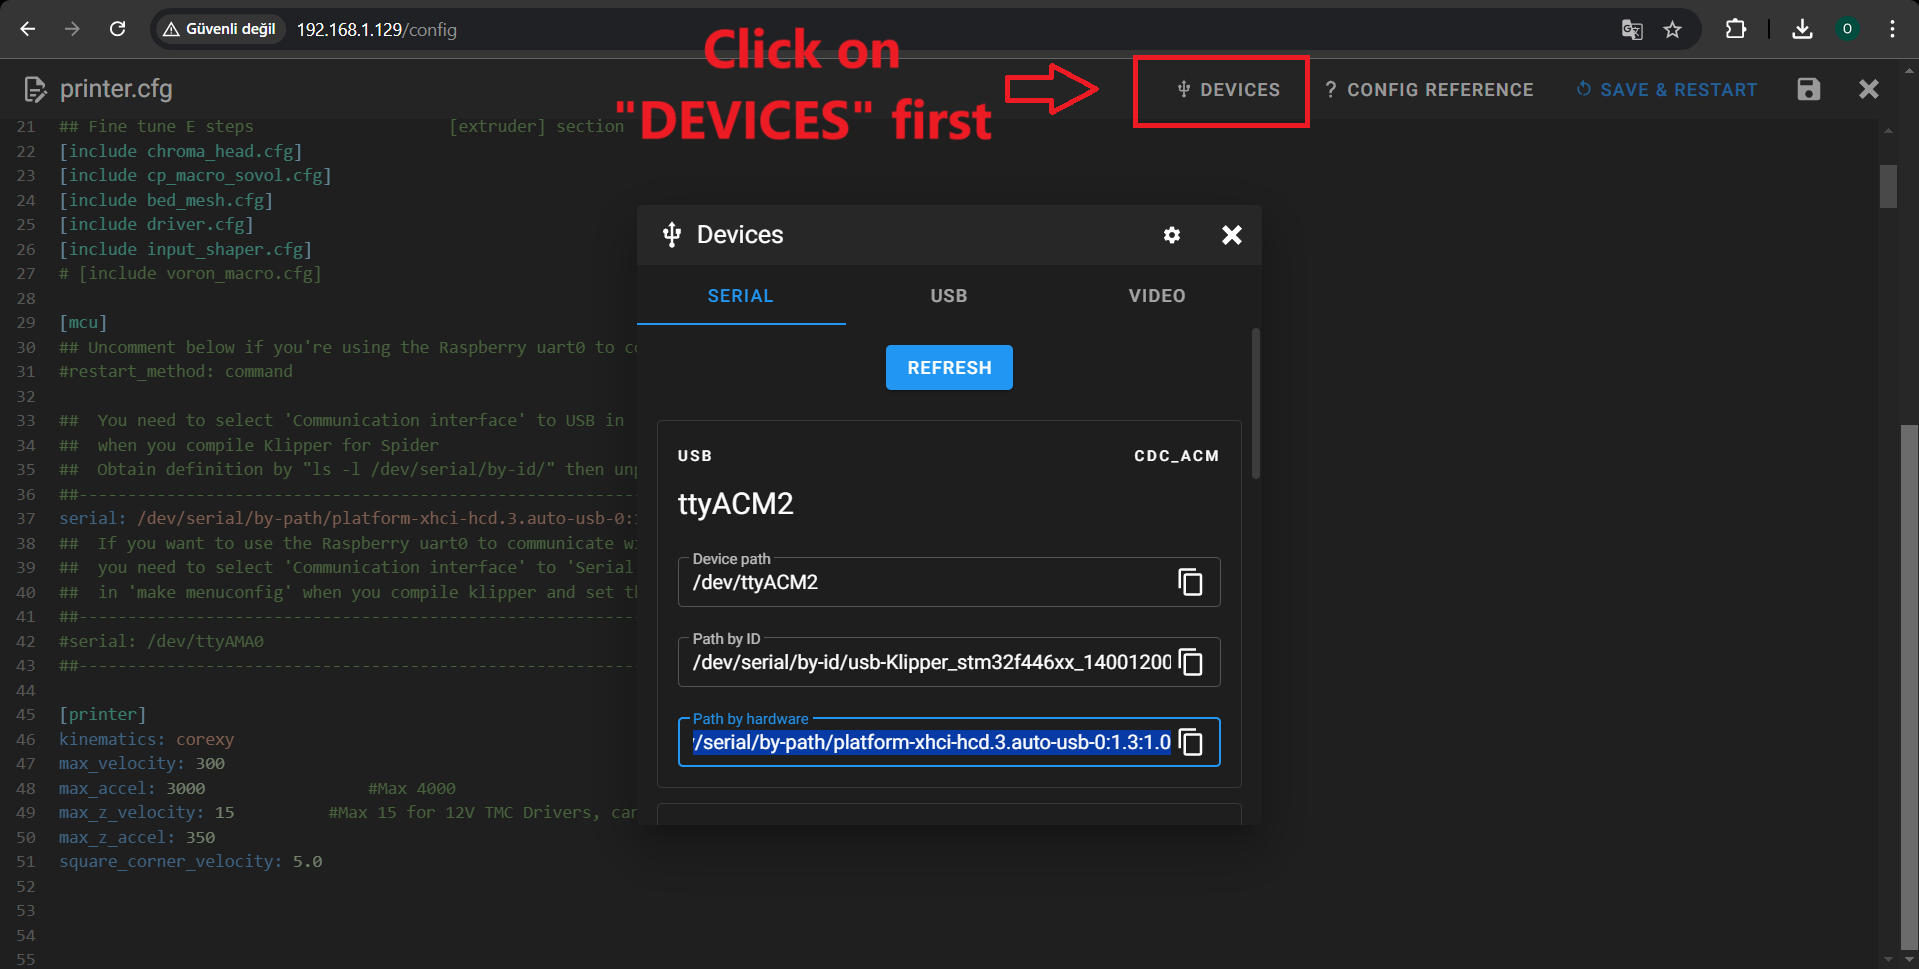 Güvenli değil 192.168.1.129/config O
printer.cfg
Click on
"DEVICES" first
DEVICES ? CONFIG REFERENCE SAVE & RESTART
21 ## Fine tune E steps [extruder] section
22 [include chroma_head.cfg]
23 [include cp_macro_sovol.cfg]
24 [include bed_mesh.cfg]
25 [include driver.cfg]
26 [include input_shaper.cfg]
27 # [include voron_macro.cfg]
28
29 [mcu]
30 ## Uncomment below if you're using the Raspberry uart0 to co
31 #restart_method: command
32
33 ## You need to select 'Communication interface' to USB in
34 ## when you compile Klipper for Spider
35 ## Obtain definition by "ls -l /dev/serial/by-id/" then unp
36 ##----------------------------------------------------------
37 serial: /dev/serial/by-path/platform-xhci-hcd.3.auto-usb-0:1
38 ## If you want to use the Raspberry uart0 to communicate wi
39 ## you need to select 'Communication interface' to 'Serial
40 ## in 'make menuconfig' when you compile klipper and set th
41 ##----------------------------------------------------------
42 #serial: /dev/ttyAMA0
43 ##----------------------------------------------------------
44
45 [printer]
46 kinematics: corexy
47 max_velocity: 300
48 max_accel: 3000 #Max 4000
49 max_z_velocity: 15 #Max 15 for 12V TMC Drivers, can
50 max_z_accel: 350
51 square_corner_velocity: 5.0
52
53
54
55
Devices
SERIAL USB VIDEO
REFRESH
USB CDC_ACM
ttyACM2
Device path
/dev/ttyACM2
Path by ID
/dev/serial/by-id/usb-Klipper_stm32f446xx_14001200
Path by hardware
/serial/by-path/platform-xhci-hcd.3.auto-usb-0:1.3:1.0